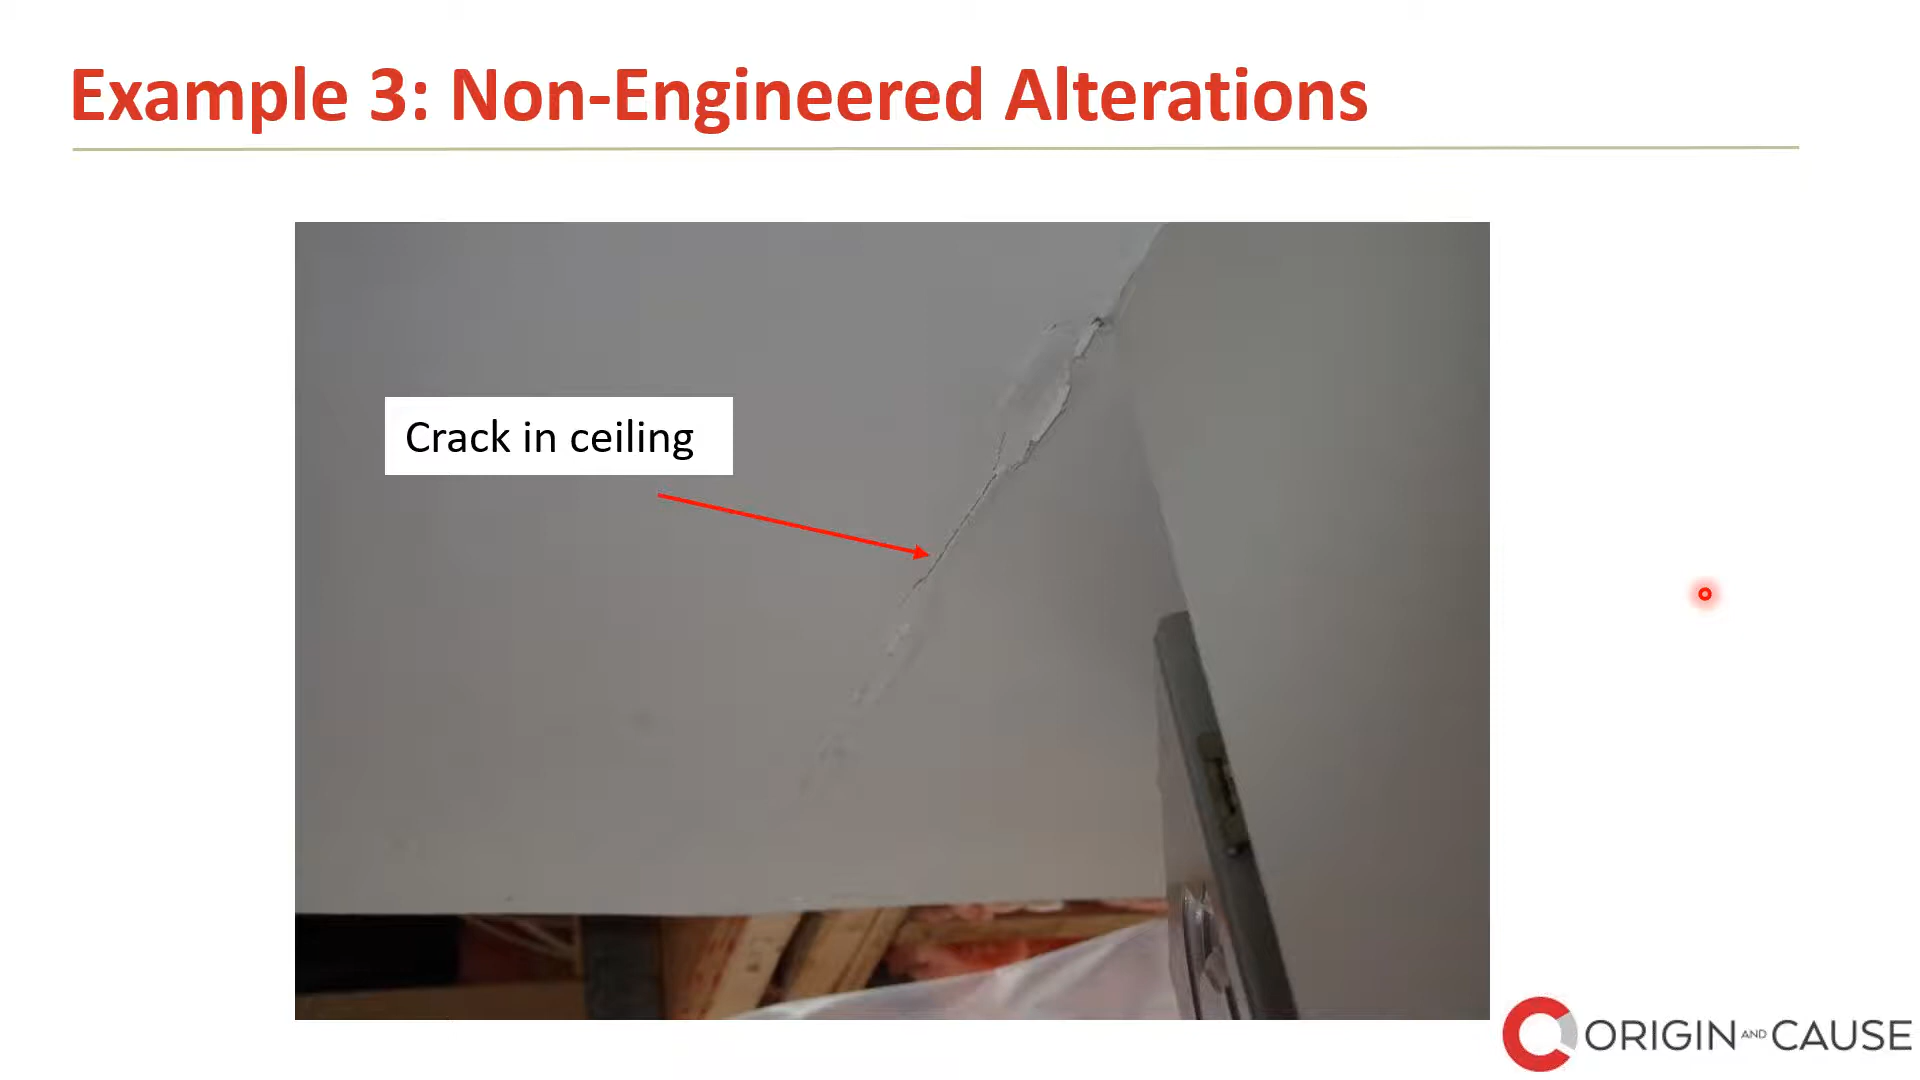 Example 3: Non-Engineered Alterations
Crack in ceiling
ORIGIN AND CAUSE